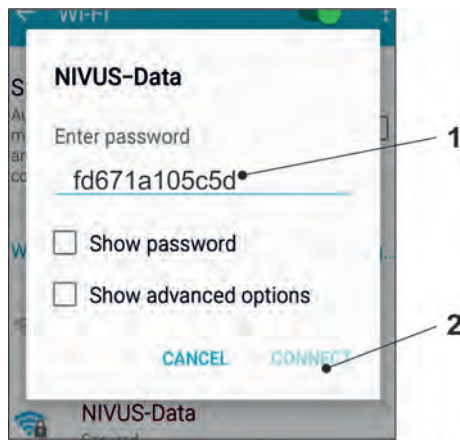 WI-FI
NIVUS-Data
Enter password
1
fd671a105c5d
Show password
Show advanced options
2
CANCEL CONNECT
NIVUS-Data